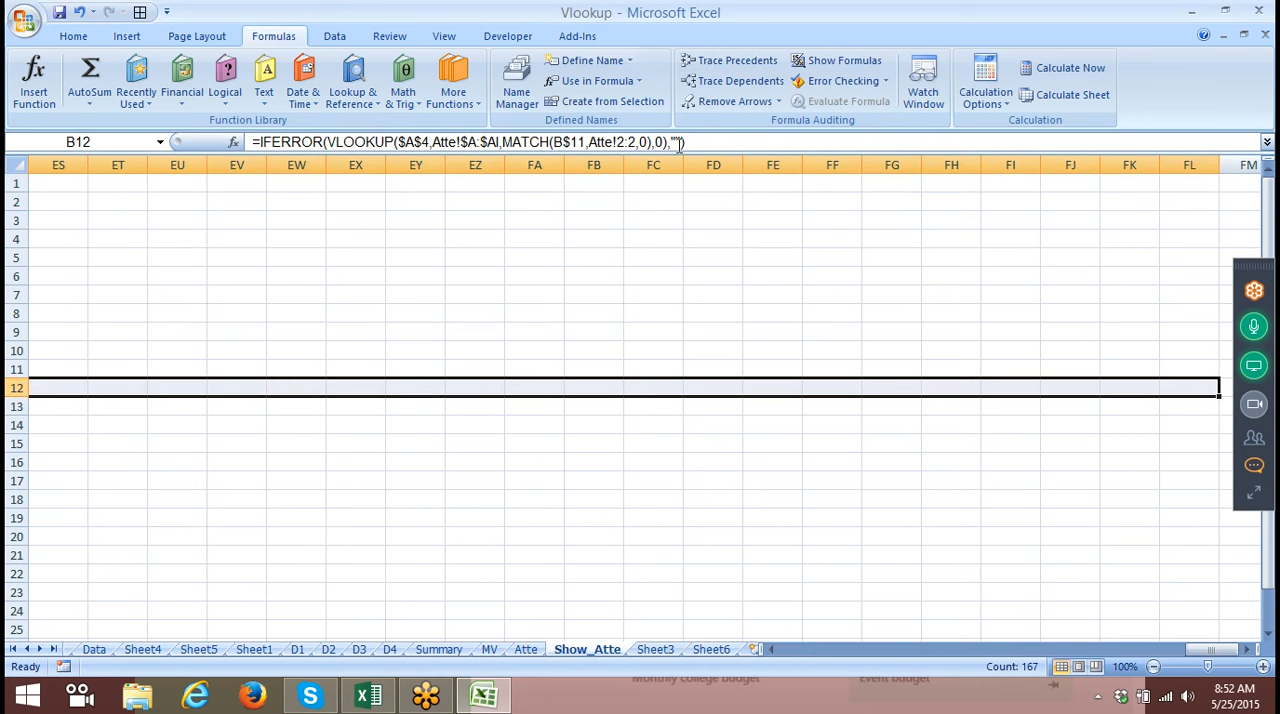 Vlookup - Microsoft Excel
Home Insert Page Layout Formulas Data Review View Developer Add-Ins
Insert Function
AutoSum
Recently Used
Financial
Logical
Text
Date & Time
Lookup & Reference
Math & Trig
More Functions
Function Library
Name Manager
Define Name
Use in Formula
Create from Selection
Defined Names
Trace Precedents
Trace Dependents
Remove Arrows
Show Formulas
Error Checking
Evaluate Formula
Formula Auditing
Watch Window
Calculation Options
Calculate Now
Calculate Sheet
Calculation
B12 fx =IFERROR(VLOOKUP($A$4,Atte!$A:$AI,MATCH(B$11,Atte!2:2,0),0),"")
ES ET EU EV EW EX EY EZ FA FB FC FD FE FF FG FH FI FJ FK FL FM
1
2
3
4
5
6
7
8
9
10
11
12
13
14
15
16
17
18
19
20
21
22
23
24
25
Data Sheet4 Sheet5 Sheet1 D1 D2 D3 D4 Summary MV Atte Show_Atte Sheet3 Sheet6
Ready Count: 167 100%
Monthly college budget Event budget
8:52 AM
5/25/2015